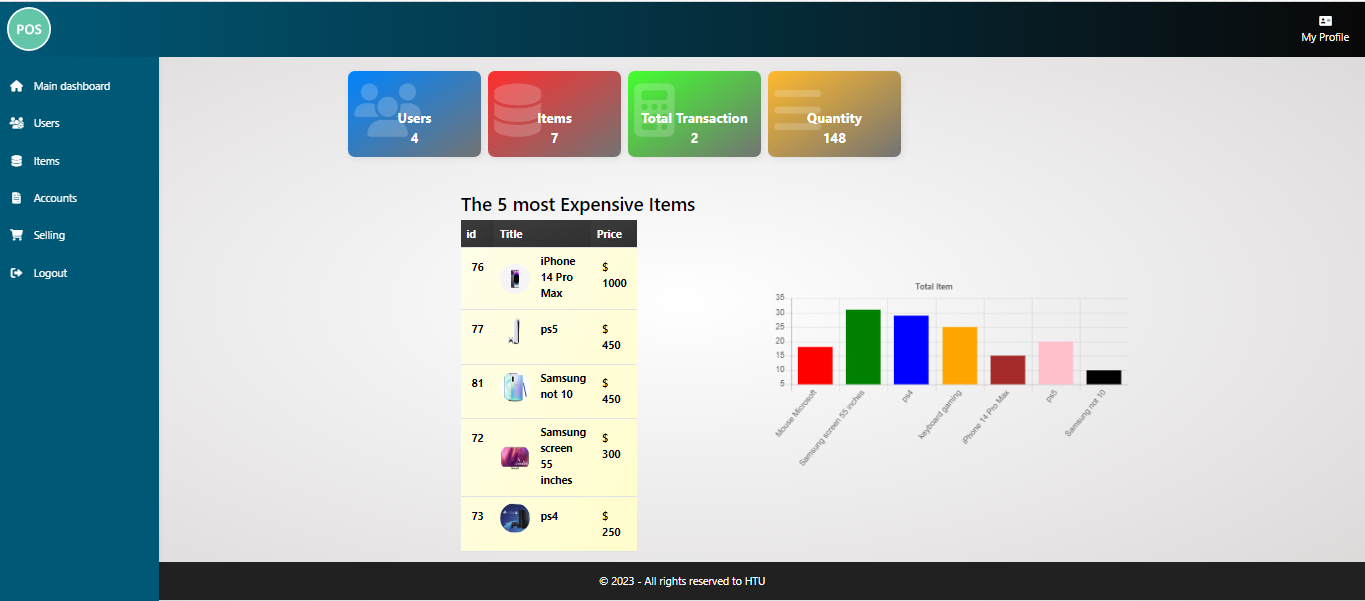 POS
My Profile
Main dashboard
Users
Items
Accounts
Selling
Logout
Users
4
Items
7
Total Transaction
2
Quantity
148
The 5 most Expensive Items
id Title Price
76 iPhone 14 Pro Max $ 1000
77 ps5 $ 450
81 Samsung not 10 $ 450
72 Samsung screen 55 inches $ 300
73 ps4 $ 250
Total Item
35
30
25
20
15
10
5
Mouse Microsoft
Samsung screen 55 inches
ps4
keyboard gaming
iPhone 14 Pro Max
ps5
Samsung not 10
© 2023 - All rights reserved to HTU